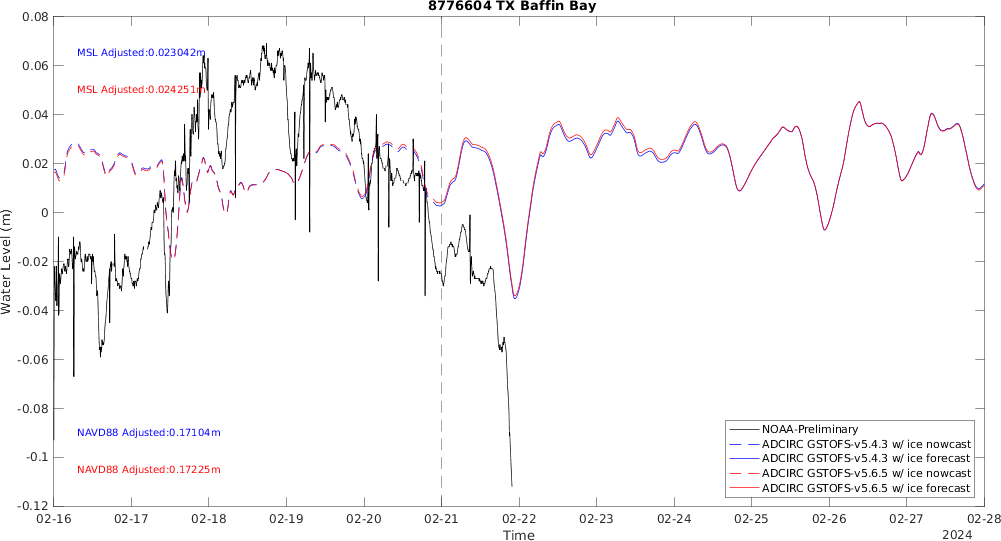 8776604 TX Baffin Bay
0.08
0.06
0.04
0.02
0
-0.02
-0.04
-0.06
-0.08
-0.1
-0.12
Water Level (m)
MSL Adjusted:0.023042m
MSL Adjusted:0.024251m
NAVD88 Adjusted:0.17104m
NAVD88 Adjusted:0.17225m
NOAA-Preliminary
ADCIRC GSTOFS-v5.4.3 w/ ice nowcast
ADCIRC GSTOFS-v5.4.3 w/ ice forecast
ADCIRC GSTOFS-v5.6.5 w/ ice nowcast
ADCIRC GSTOFS-v5.6.5 w/ ice forecast
02-16 02-17 02-18 02-19 02-20 02-21 02-22 02-23 02-24 02-25 02-26 02-27 02-28
Time
2024